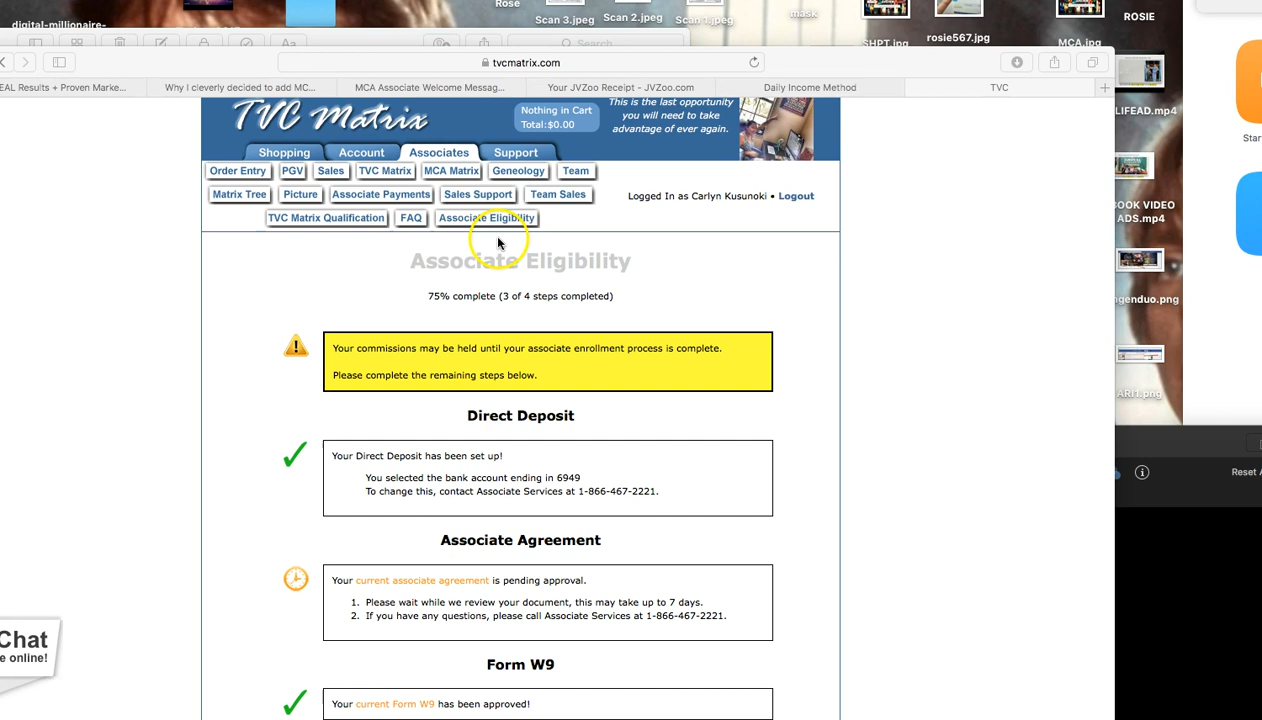 digital-millionaire-
Rose
Scan 3.jpeg
Scan 2.jpeg
Scan 1.jpeg
mask
SHPT.jpg
rosie567.jpg
MCA.jpg
ROSIE
Aa
Search
tvcmatrix.com
EAL Results + Proven Marke...
Why I cleverly decided to add MC...
MCA Associate Welcome Messag...
Your JVZoo Receipt - JVZoo.com
Daily Income Method
TVC
TVC Matrix
Nothing in Cart
Total:$0.00
This is the last opportunity
you will need to take
advantage of ever again.
Shopping
Account
Associates
Support
Order Entry
PGV
Sales
TVC Matrix
MCA Matrix
Geneology
Team
Matrix Tree
Picture
Associate Payments
Sales Support
Team Sales
Logged In as Carlyn Kusunoki • Logout
TVC Matrix Qualification
FAQ
Associate Eligibility
Associate Eligibility
75% complete (3 of 4 steps completed)
Your commissions may be held until your associate enrollment process is complete.
Please complete the remaining steps below.
Direct Deposit
Your Direct Deposit has been set up!
You selected the bank account ending in 6949
To change this, contact Associate Services at 1-866-467-2221.
Associate Agreement
Your current associate agreement is pending approval.
1. Please wait while we review your document, this may take up to 7 days.
2. If you have any questions, please call Associate Services at 1-866-467-2221.
Form W9
Your current Form W9 has been approved!
Chat
e online!
LIFEAD.mp4
BOOK VIDEO
ADS.mp4
ngenduo.png
ARI1.png
Star
Reset A